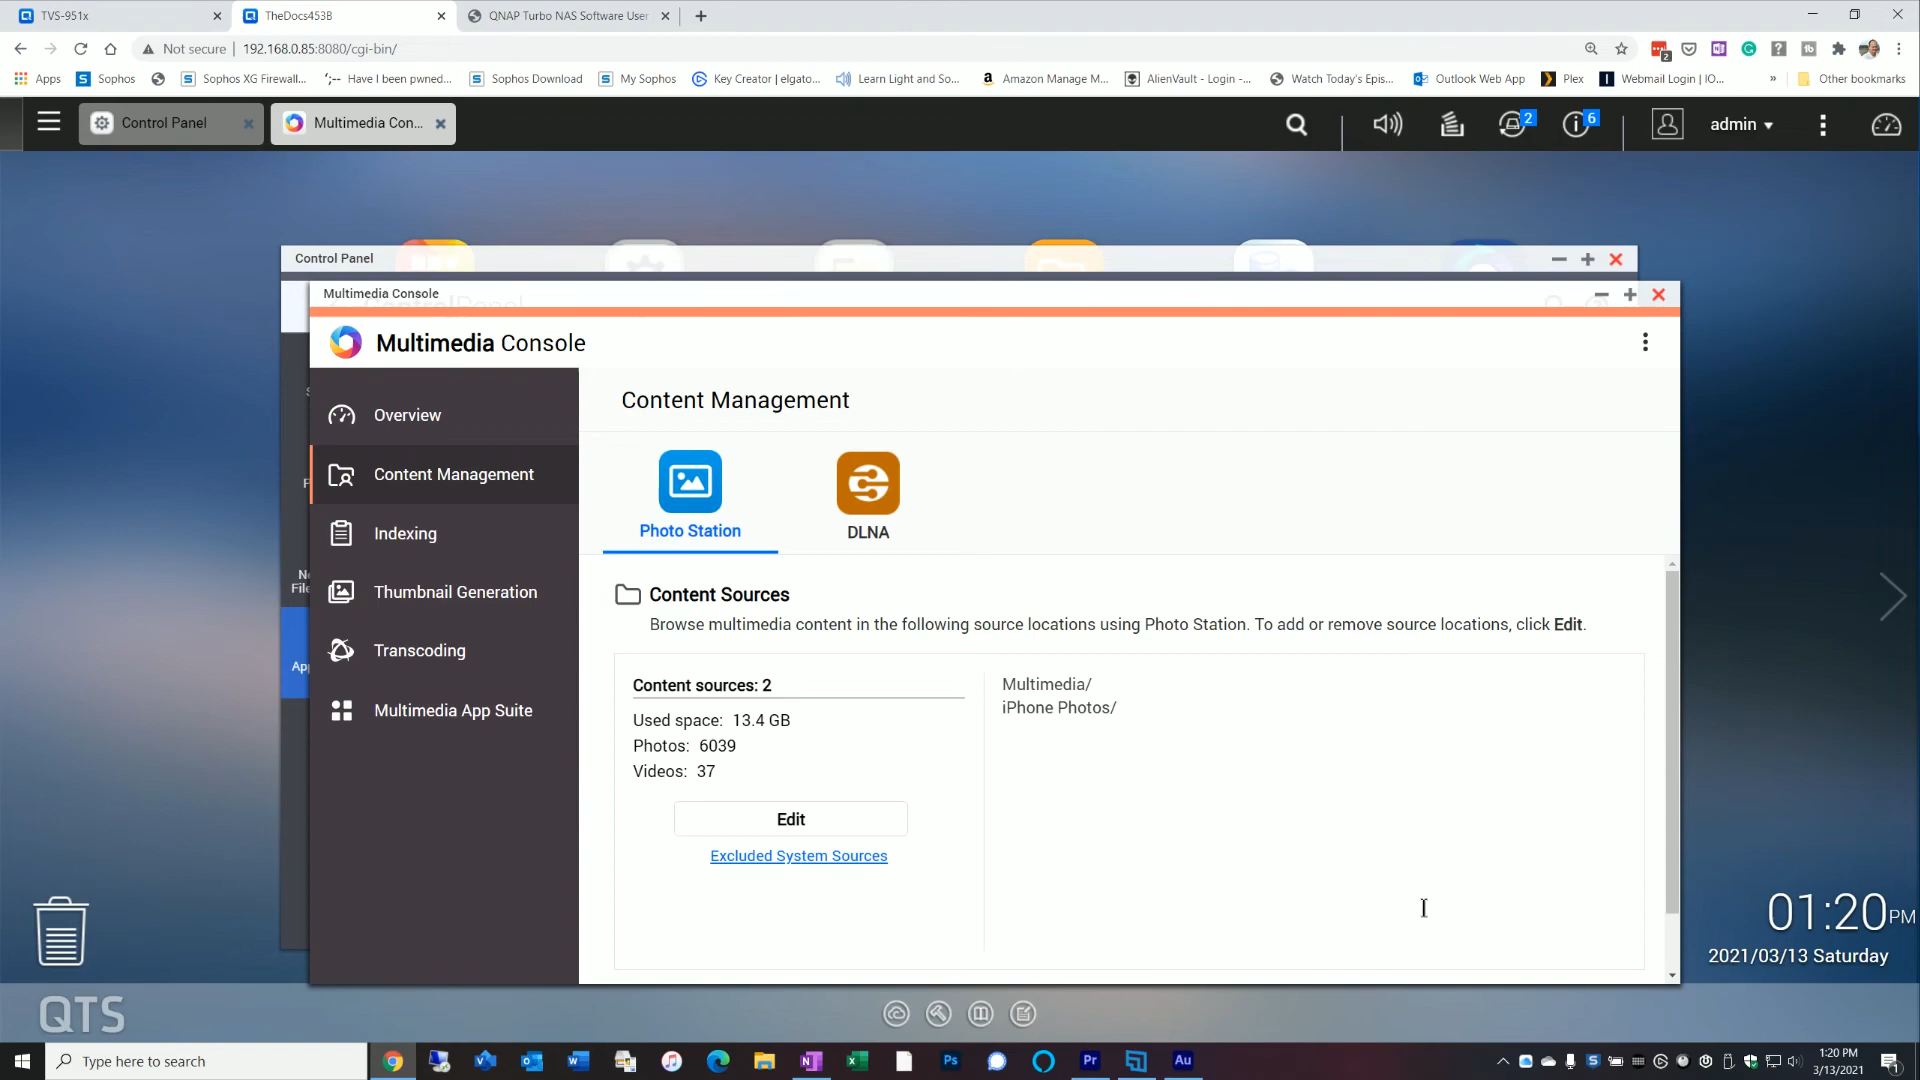 TVS-951x
TheDocs453B
QNAP Turbo NAS Software User
Not secure | 192.168.0.85:8080/cgi-bin/
2
Apps
Sophos
Sophos XG Firewall...
Have I been pwned...
Sophos Download
My Sophos
Key Creator | elgato...
Learn Light and So...
Amazon Manage M...
AlienVault - Login -...
Watch Today's Epis...
Outlook Web App
Plex
Webmail Login | IO...
»
Other bookmarks
Control Panel
Multimedia Con...
2
6
admin
Control Panel
Multimedia Console
Multimedia Console
Overview
Content Management
Indexing
Thumbnail Generation
Transcoding
Multimedia App Suite
Content Management
Photo Station
DLNA
Content Sources
Browse multimedia content in the following source locations using Photo Station. To add or remove source locations, click Edit.
Content sources: 2
Used space: 13.4 GB
Photos: 6039
Videos: 37
Edit
Excluded System Sources
Multimedia/
iPhone Photos/
01:20PM
2021/03/13 Saturday
QTS
Type here to search
1:20 PM
3/13/2021